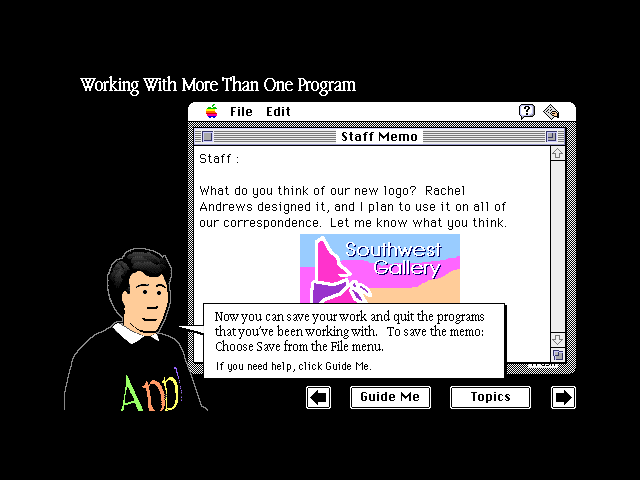 Working With More Than One Program
File Edit
Staff Memo
Staff :
What do you think of our new logo?  Rachel
Andrews designed it, and I plan to use it on all of
our correspondence.  Let me know what you think.
Southwest
Gallery
Now you can save your work and quit the programs
that you've been working with.   To save the memo:
Choose Save from the File menu.
If you need help, click Guide Me.
Guide Me
Topics